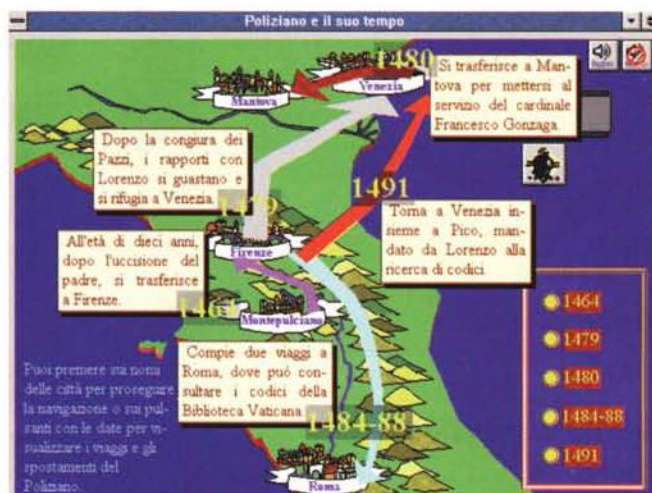 Poliziano e il suo tempo
1480
Venezia
Mantova
Si trasferisce a Man-
tova per mettersi al
servizio del cardinale
Francesco Gonzaga.
Dopo la congiura dei
Pazzi, i rapporti con
Lorenzo si guastano e
si rifugia a Venezia.
1479
1491
Firenze
Torna a Venezia in-
sieme a Pico, man-
dato da Lorenzo alla
ricerca di codici.
All'età di dieci anni,
dopo l'uccisione del
padre, si trasferisce
a Firenze.
Montepulciano
Compie due viaggi a
Roma, dove può con-
sultare i codici della
Biblioteca Vaticana.
1484-88
Roma
Puoi premere sui nomi
delle città per proseguire
la navigazione o sui pul-
santi con le date per vi-
sualizzare i viaggi e gli
spostamenti del
Poliziano.
1464
1479
1480
1484-88
1491